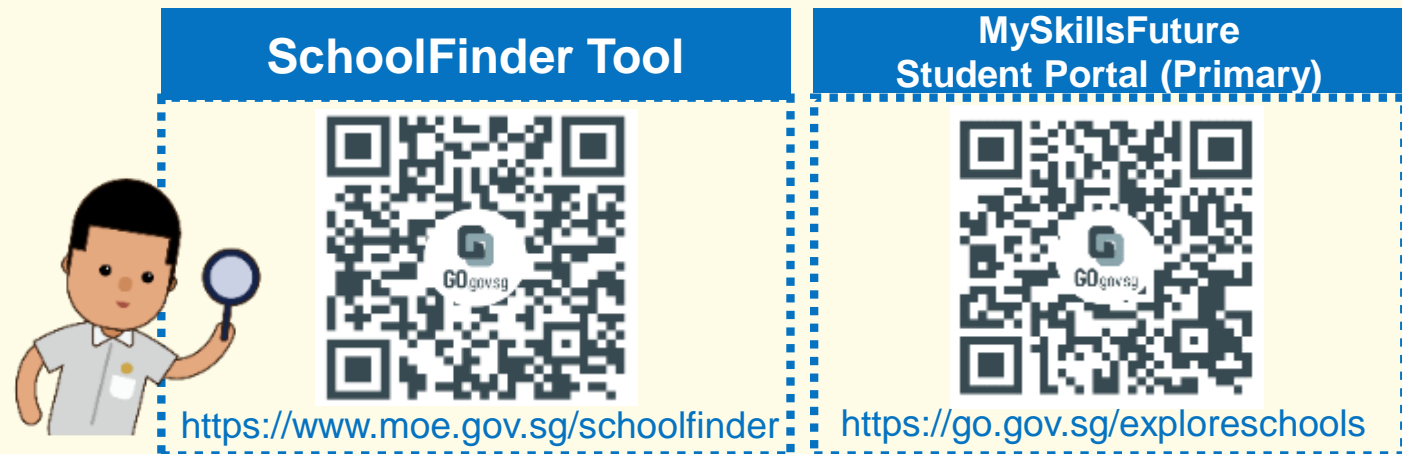 SchoolFinder Tool
MySkillsFuture
Student Portal (Primary)
GOgovsg
GOgovsg
https://www.moe.gov.sg/schoolfinder
https://go.gov.sg/exploreschools